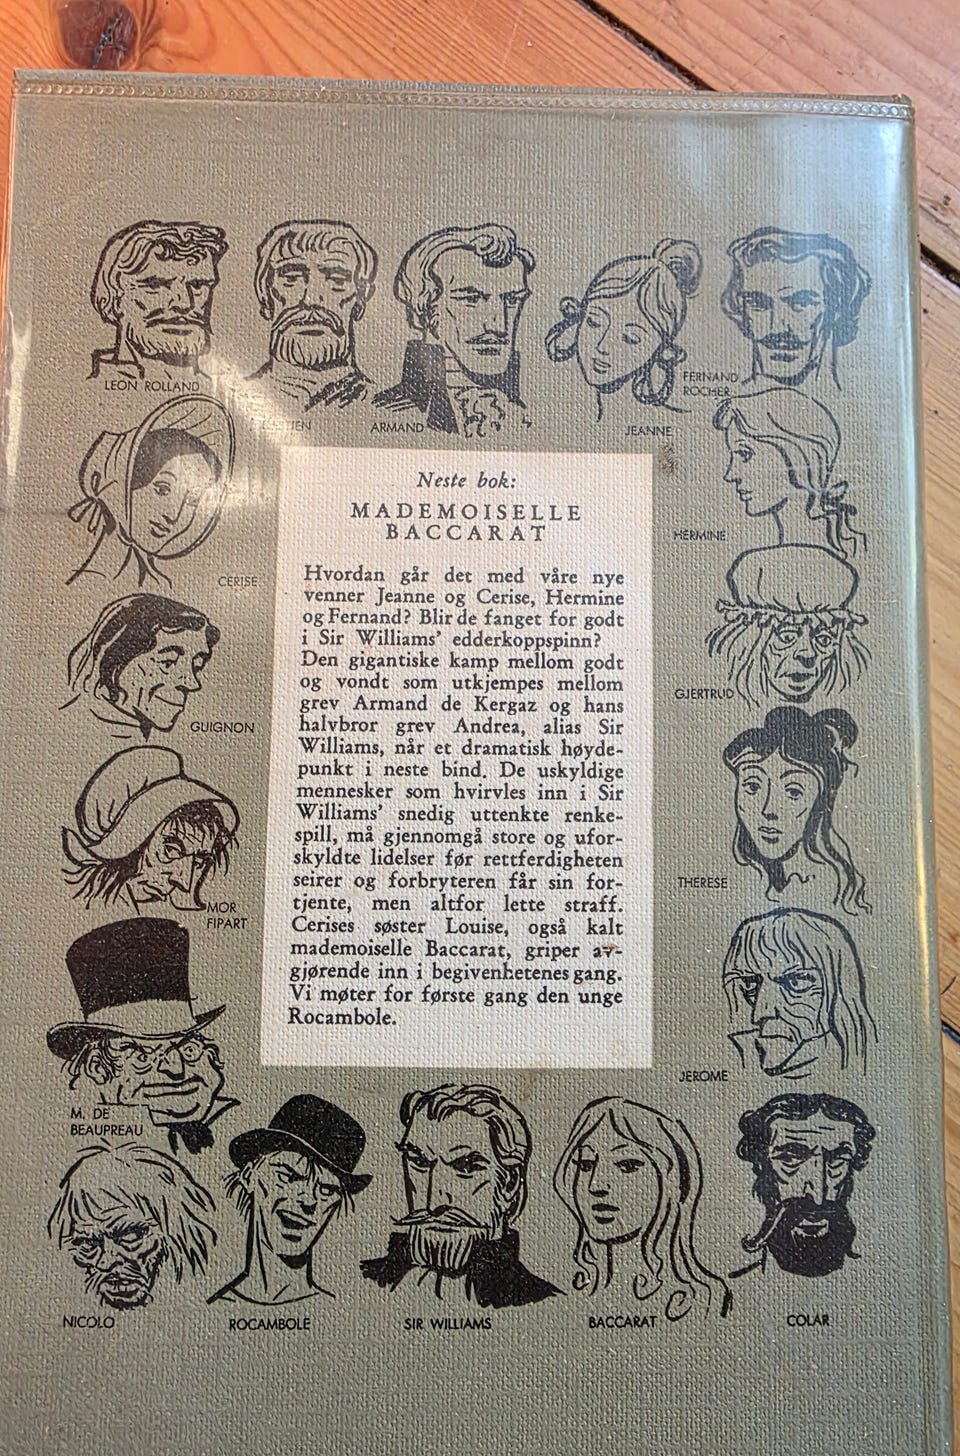 LEON ROLLAND
ARMAND
JEANNE
FERNAND
ROCHER
CERISE
HERMINE
GUIGNON
GJERTRUD
MOR
FIPART
THERESE
M. DE
BEAUPREAU
JEROME
NICOLO
ROCAMBOLE
SIR WILLIAMS
BACCARAT
COLAR
Neste bok:
MADEMOISELLE
BACCARAT
Hvordan går det med våre nye
venner Jeanne og Cerise, Hermine
og Fernand? Blir de fanget for godt
i Sir Williams' edderkoppspinn?
Den gigantiske kamp mellom godt
og vondt som utkjempes mellom
grev Armand de Kergaz og hans
halvbror grev Andrea, alias Sir
Williams, når et dramatisk høyde-
punkt i neste bind. De uskyldige
mennesker som hvirvles inn i Sir
Williams' snedig uttenkte renke-
spill, må gjennomgå store og ufor-
skyldte lidelser før rettferdigheten
seirer og forbryteren får sin for-
tjente, men altfor lette straff.
Cerises søster Louise, også kalt
mademoiselle Baccarat, griper av-
gjørende inn i begivenhetenes gang.
Vi møter for første gang den unge
Rocambole.